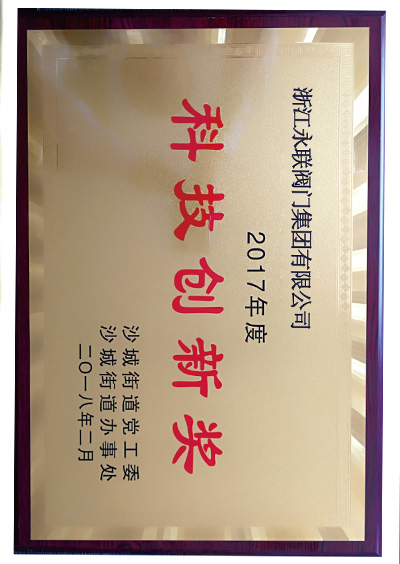 浙江永联阀门集团有限公司
2017年度
科技创新奖
沙城街道党工委
沙城街道办事处
二〇一八年二月